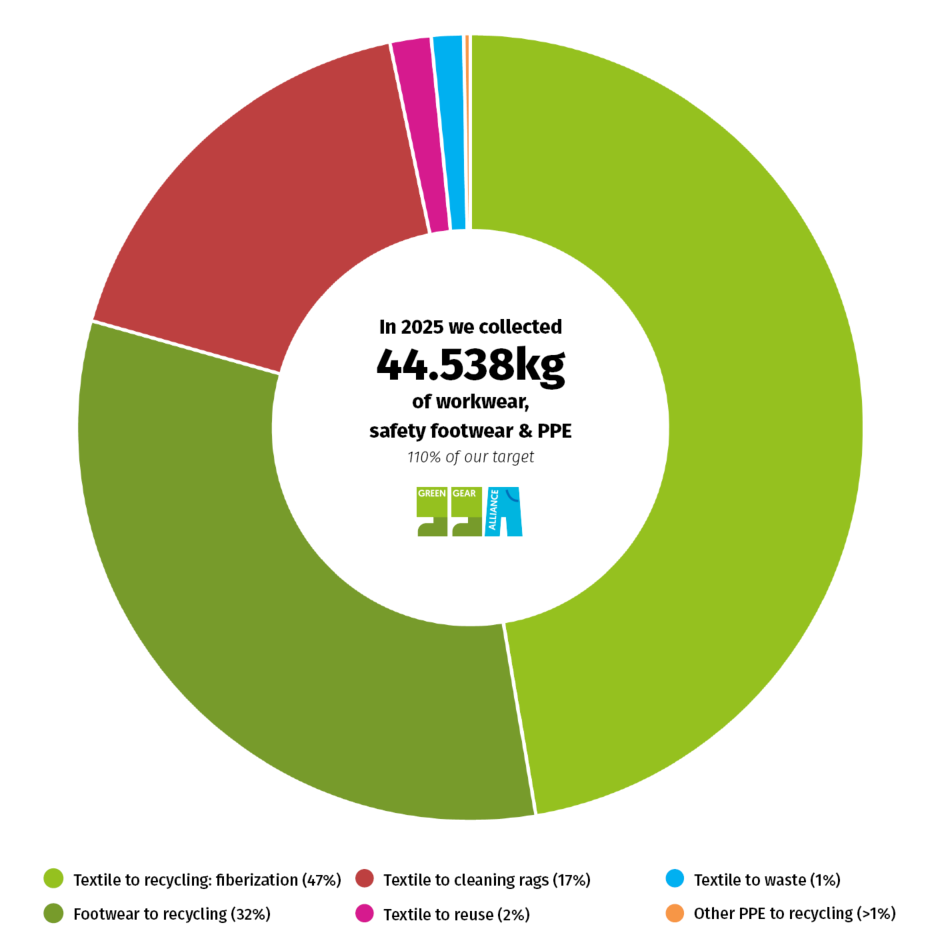 In 2025 we collected
44.538kg
of workwear,
safety footwear & PPE
110% of our target
GREEN GEAR
ALLIANCE
Textile to recycling: fiberization (47%)
Footwear to recycling (32%)
Textile to cleaning rags (17%)
Textile to reuse (2%)
Textile to waste (1%)
Other PPE to recycling (>1%)